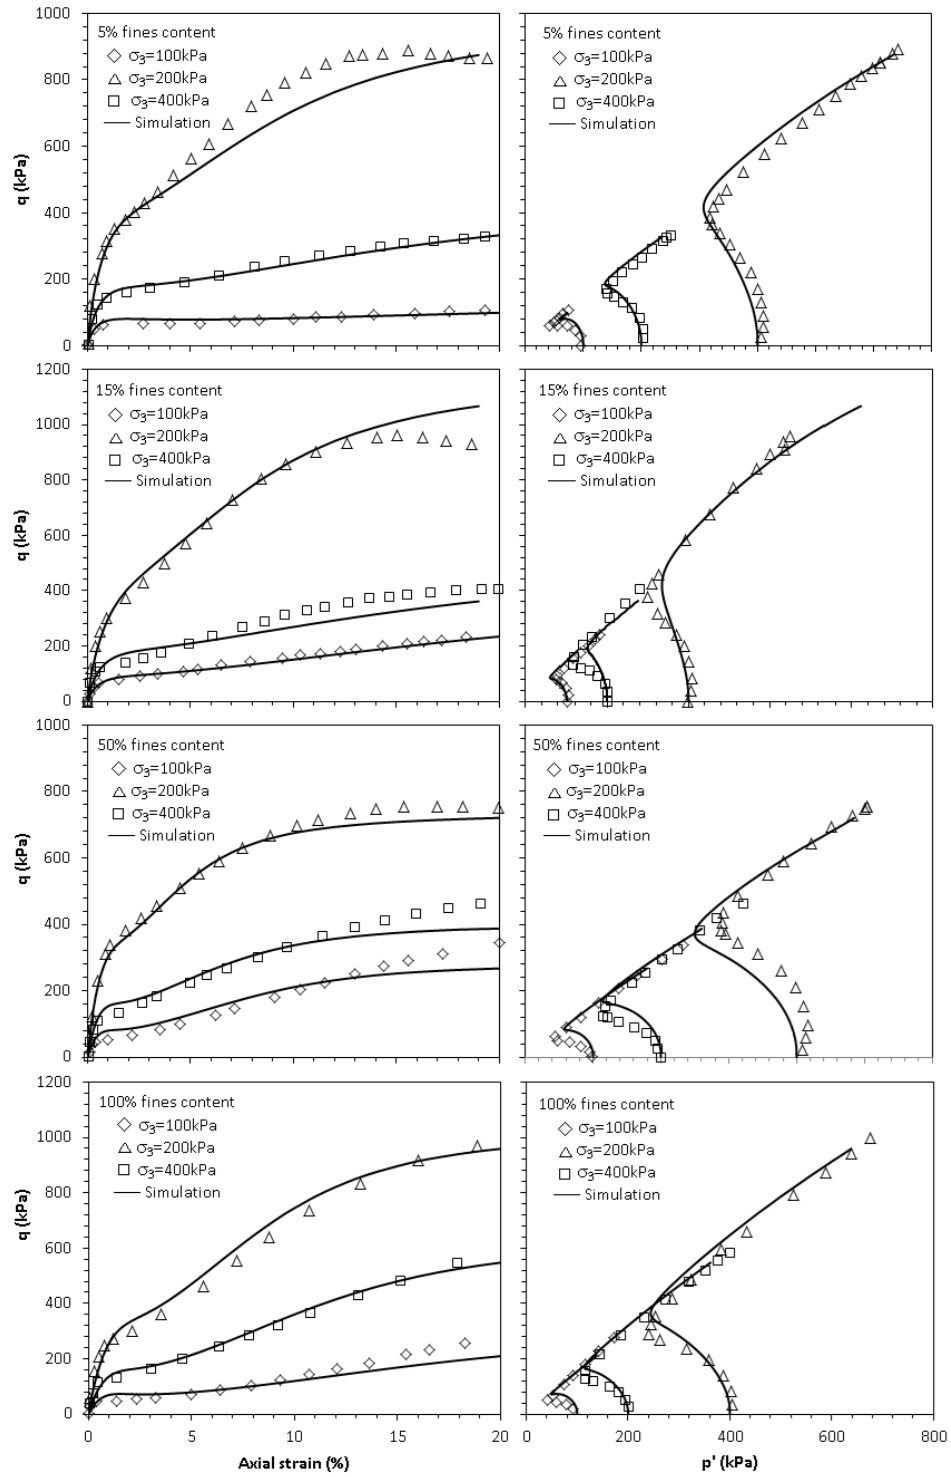 1000
800
600
400
200
0
q (kPa)
5% fines content
σ3=100kPa
σ3=200kPa
σ3=400kPa
Simulation
5% fines content
σ3=100kPa
σ3=200kPa
σ3=400kPa
Simulation
1200
1000
800
600
400
200
0
q (kPa)
15% fines content
σ3=100kPa
σ3=200kPa
σ3=400kPa
Simulation
15% fines content
σ3=100kPa
σ3=200kPa
σ3=400kPa
Simulation
1000
800
600
400
200
0
q (kPa)
50% fines content
σ3=100kPa
σ3=200kPa
σ3=400kPa
Simulation
50% fines content
σ3=100kPa
σ3=200kPa
σ3=400kPa
Simulation
1200
1000
800
600
400
200
0
q (kPa)
100% fines content
σ3=100kPa
σ3=200kPa
σ3=400kPa
Simulation
100% fines content
σ3=100kPa
σ3=200kPa
σ3=400kPa
Simulation
0 5 10 15 20
Axial strain (%)
0 200 400 600 800
p' (kPa)